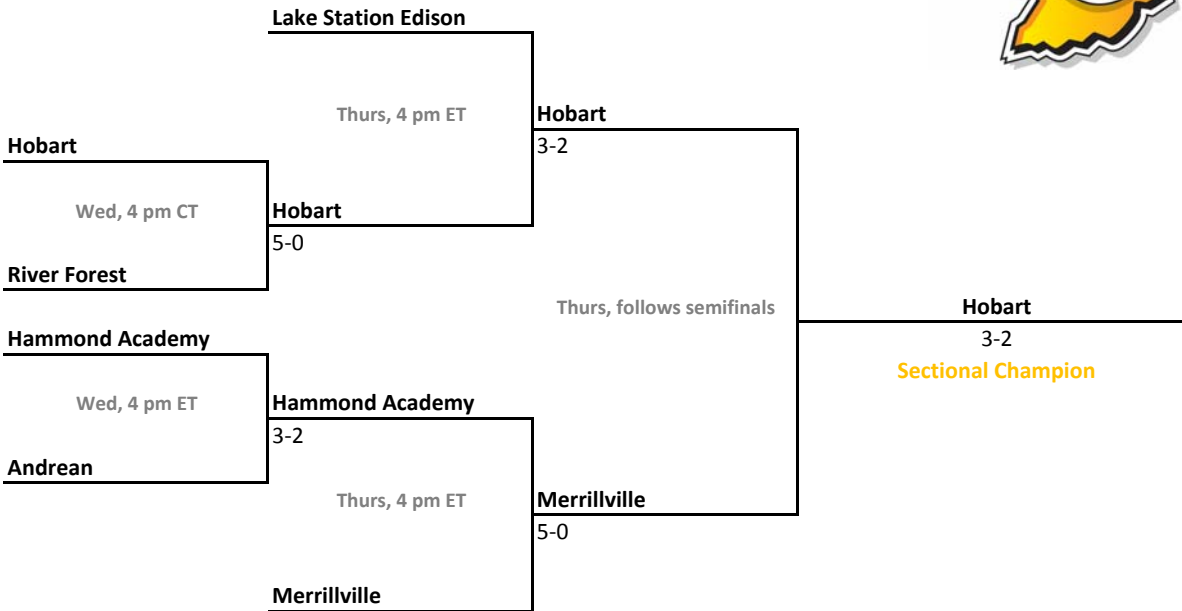 Lake Station Edison
Thurs, 4 pm ET
Hobart
Hobart
3-2
Wed, 4 pm CT
Hobart
5-0
River Forest
Thurs, follows semifinals
Hobart
Hammond Academy
3-2
Sectional Champion
Wed, 4 pm ET
Hammond Academy
3-2
Andrean
Thurs, 4 pm ET
Merrillville
5-0
Merrillville